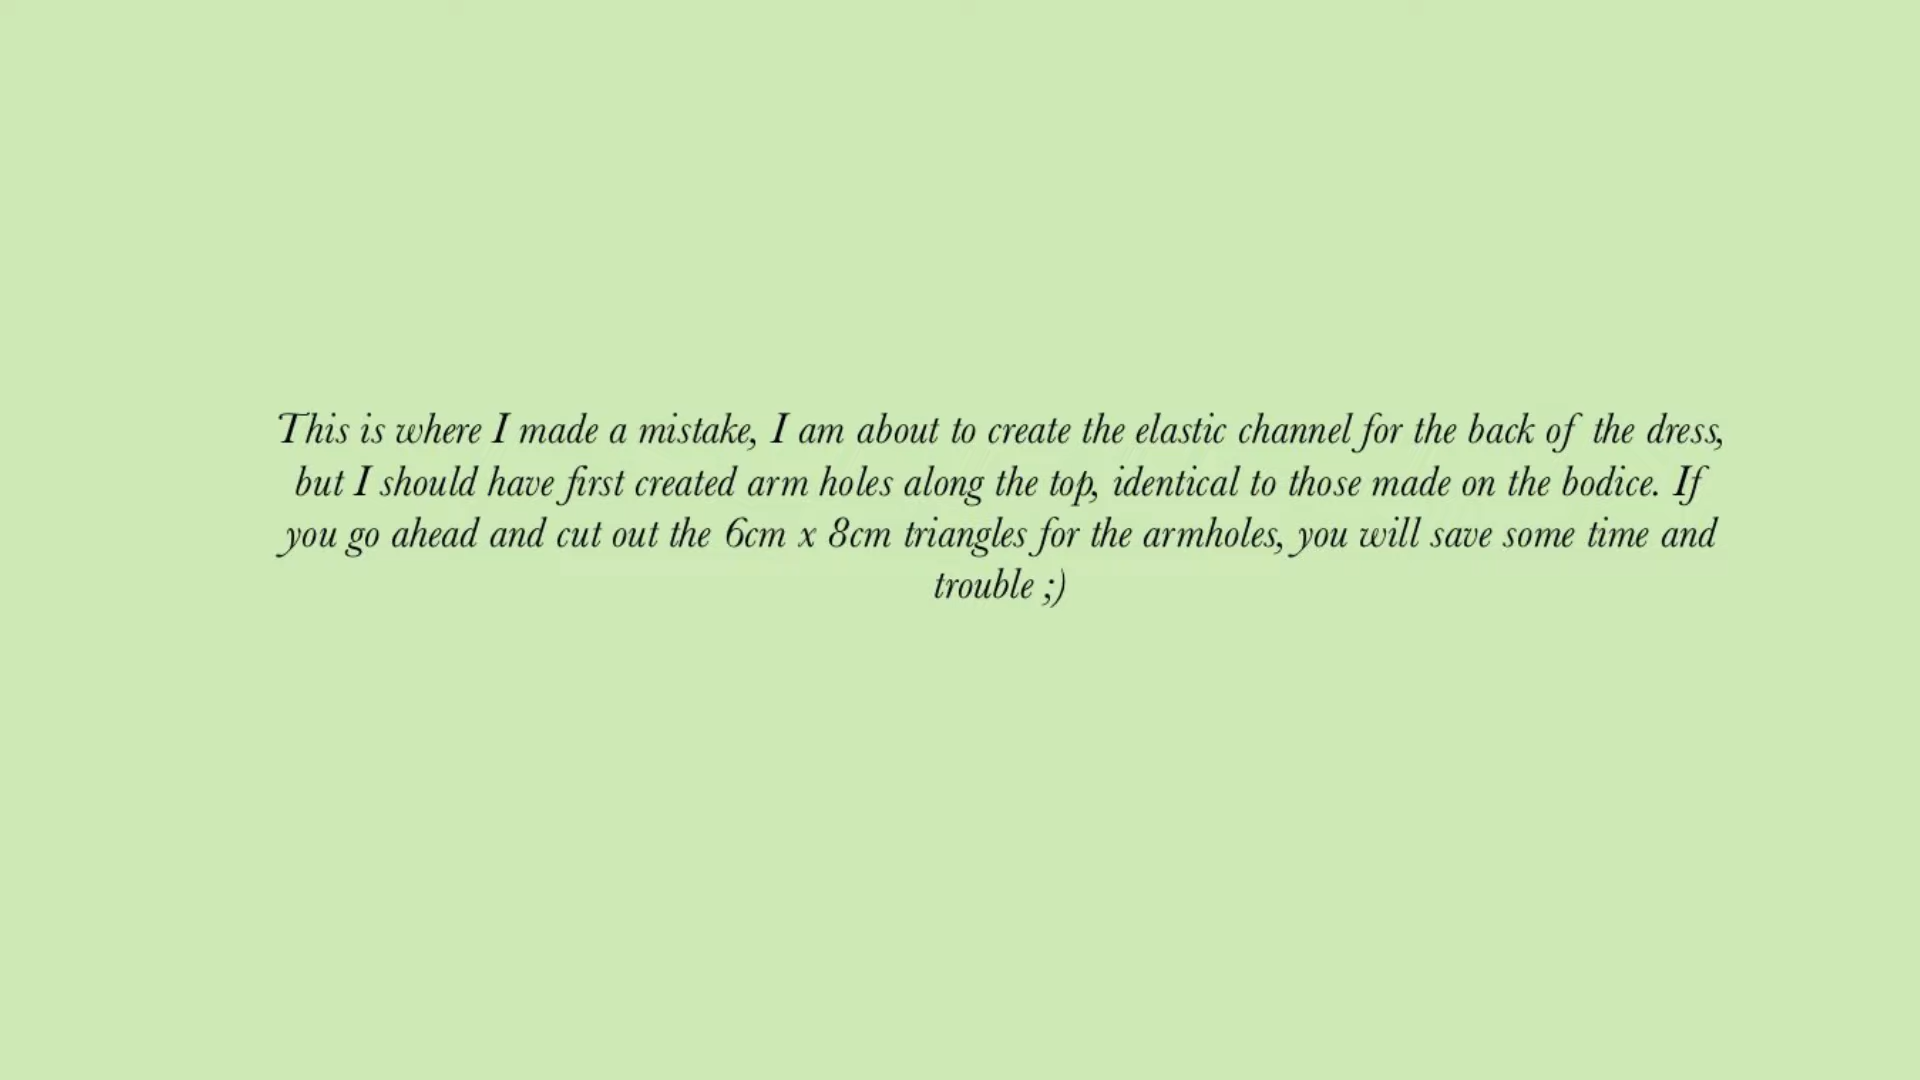 This is where I made a mistake, I am about to create the elastic channel for the back of the dress,
but I should have first created arm holes along the top, identical to those made on the bodice. If
you go ahead and cut out the 6cm x 8cm triangles for the armholes, you will save some time and
trouble ;)